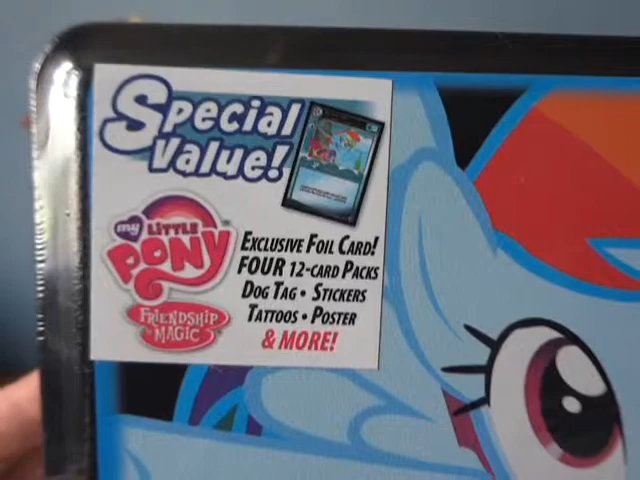 Special
Value!
my LITTLE
PONY
FRIENDSHIP
is MAGIC
EXCLUSIVE FOIL CARD!
FOUR 12-CARD PACKS
DOG TAG • STICKERS
TATTOOS • POSTER
& MORE!